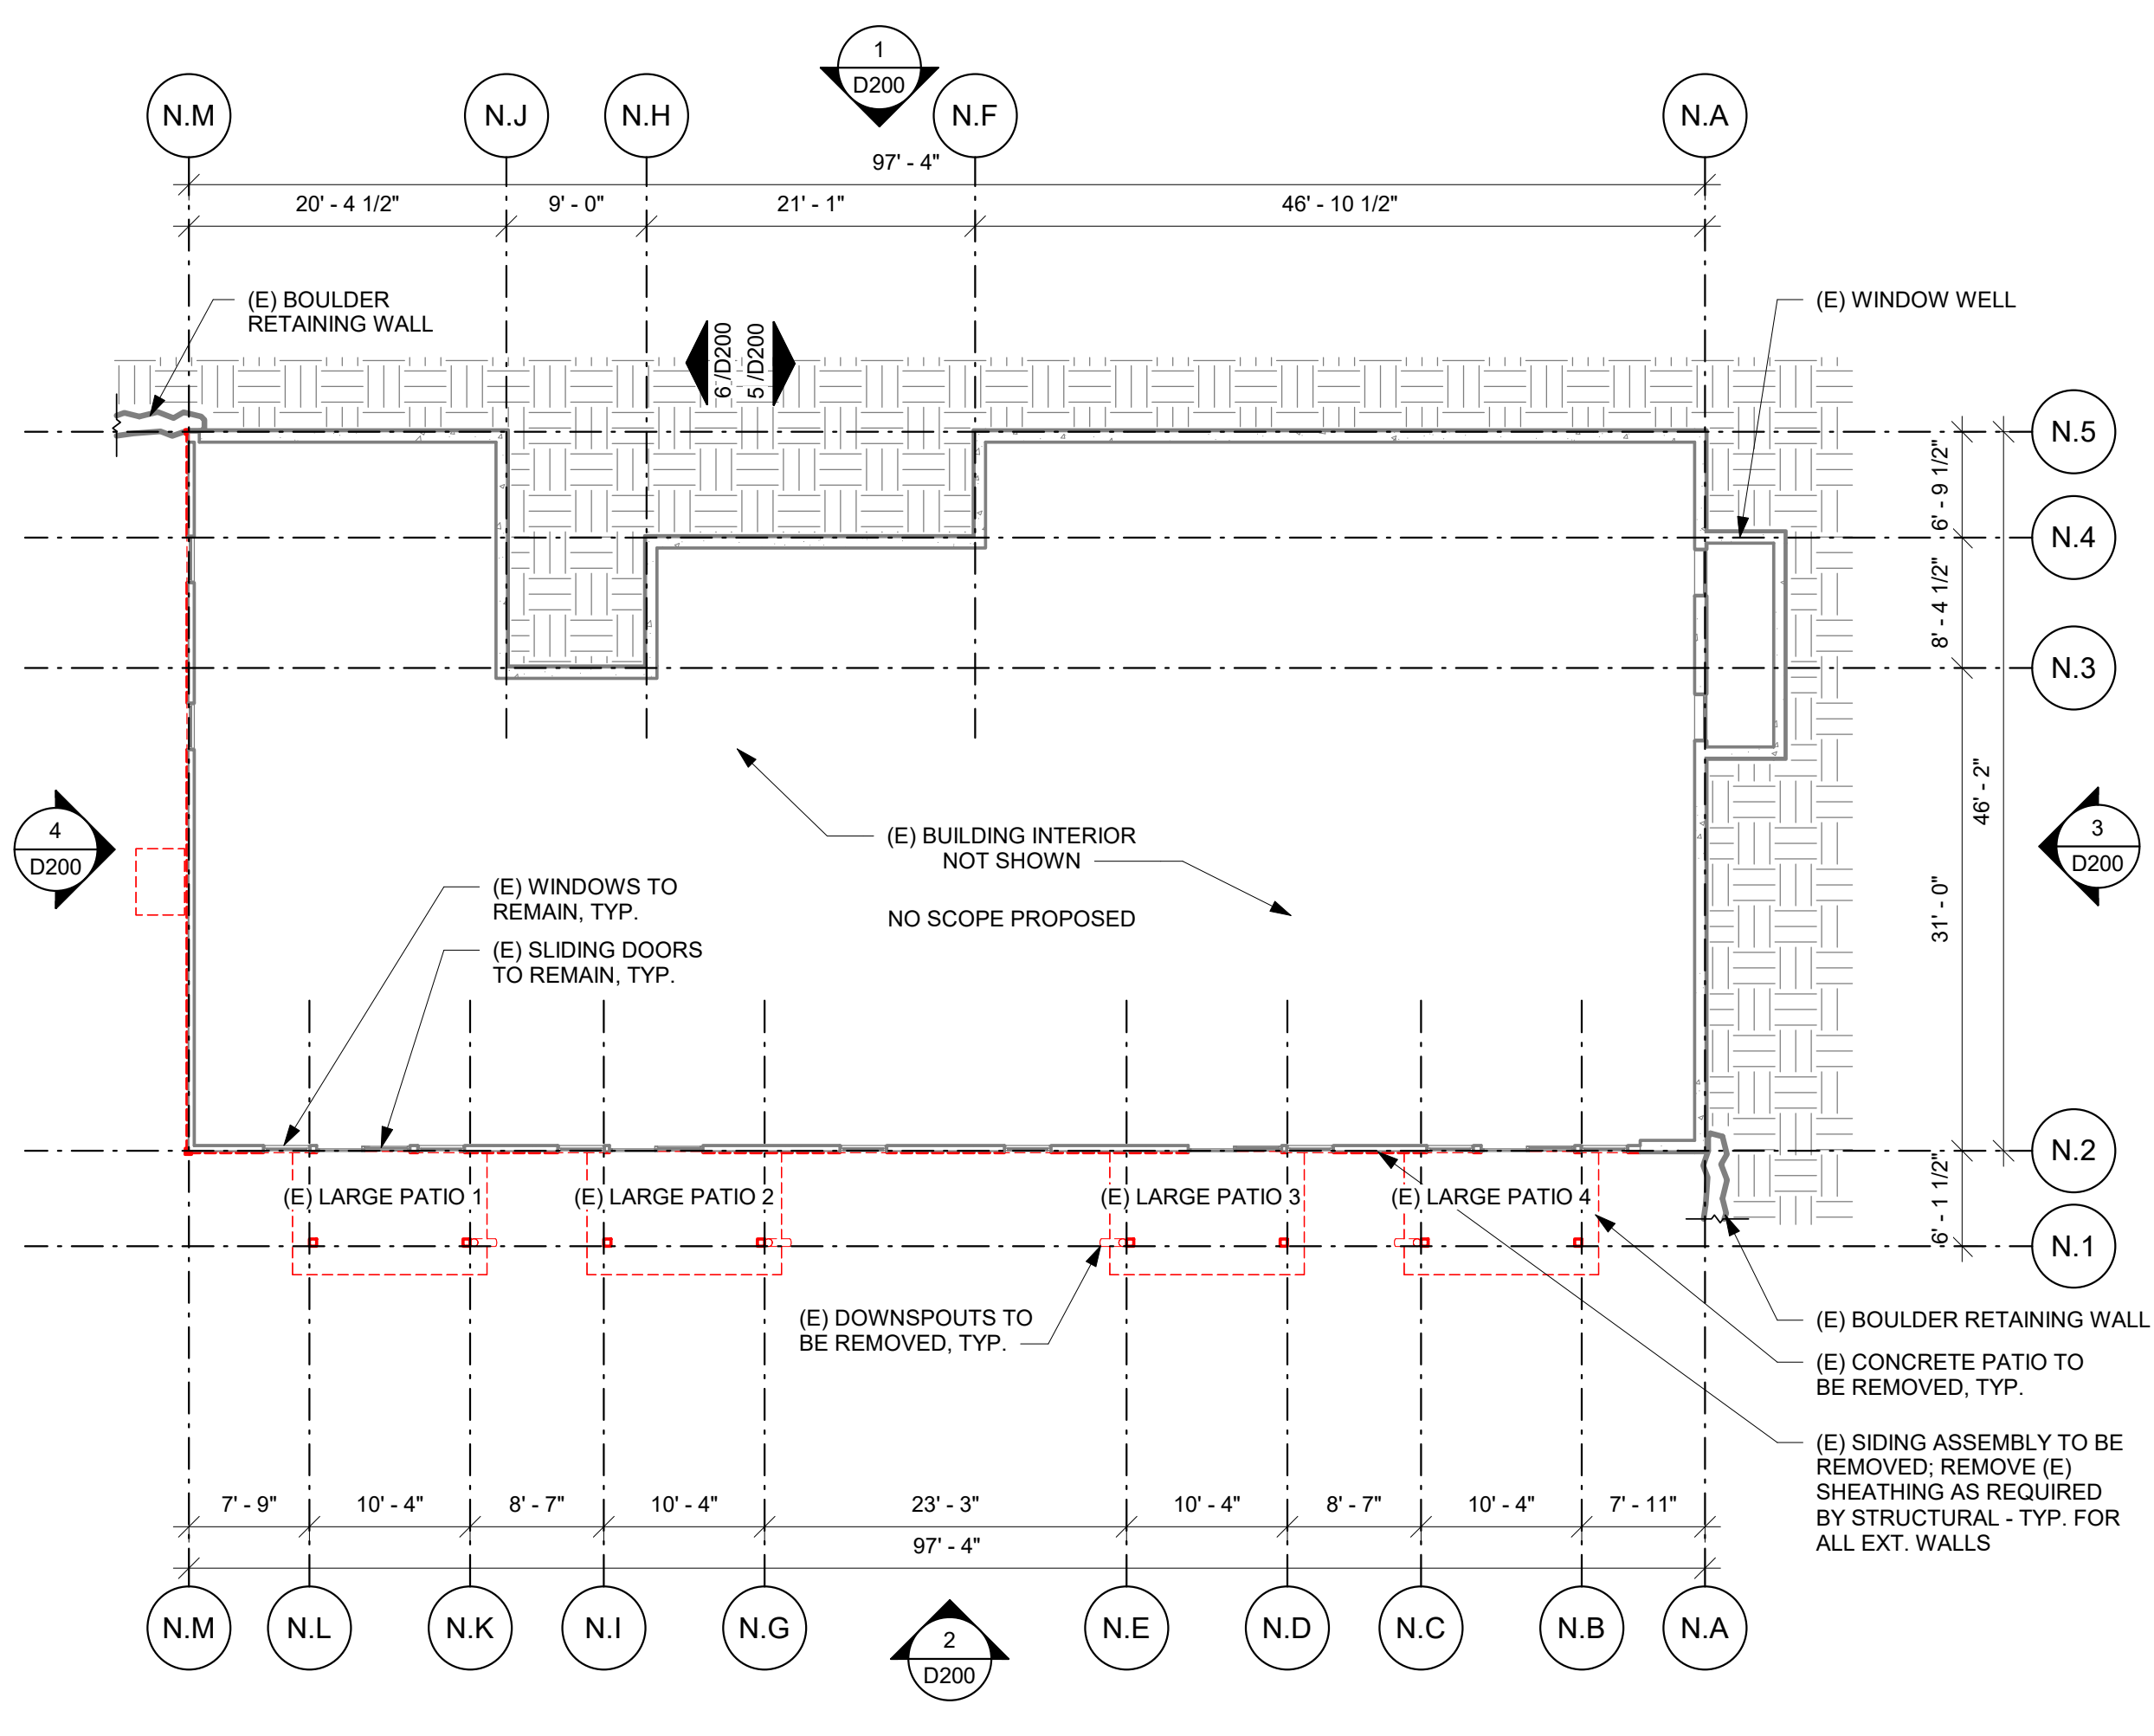 1
D200
N.M
N.J
N.H
N.F
N.A
97' - 4"
20' - 4 1/2"
9' - 0"
21' - 1"
46' - 10 1/2"
(E) BOULDER
RETAINING WALL
(E) WINDOW WELL
6 /D200
5 /D200
N.5
6' - 9 1/2"
N.4
8' - 4 1/2"
N.3
46' - 2"
4
D200
3
D200
(E) BUILDING INTERIOR
NOT SHOWN
NO SCOPE PROPOSED
31' - 0"
(E) WINDOWS TO
REMAIN, TYP.
(E) SLIDING DOORS
TO REMAIN, TYP.
N.2
(E) LARGE PATIO 1
(E) LARGE PATIO 2
(E) LARGE PATIO 3
(E) LARGE PATIO 4
6' - 1 1/2"
N.1
(E) DOWNSPOUTS TO
BE REMOVED, TYP.
(E) BOULDER RETAINING WALL
(E) CONCRETE PATIO TO
BE REMOVED, TYP.
(E) SIDING ASSEMBLY TO BE
REMOVED; REMOVE (E)
SHEATHING AS REQUIRED
BY STRUCTURAL - TYP. FOR
ALL EXT. WALLS
7' - 9"
10' - 4"
8' - 7"
10' - 4"
23' - 3"
10' - 4"
8' - 7"
10' - 4"
7' - 11"
97' - 4"
N.M
N.L
N.K
N.I
N.G
N.E
N.D
N.C
N.B
N.A
2
D200